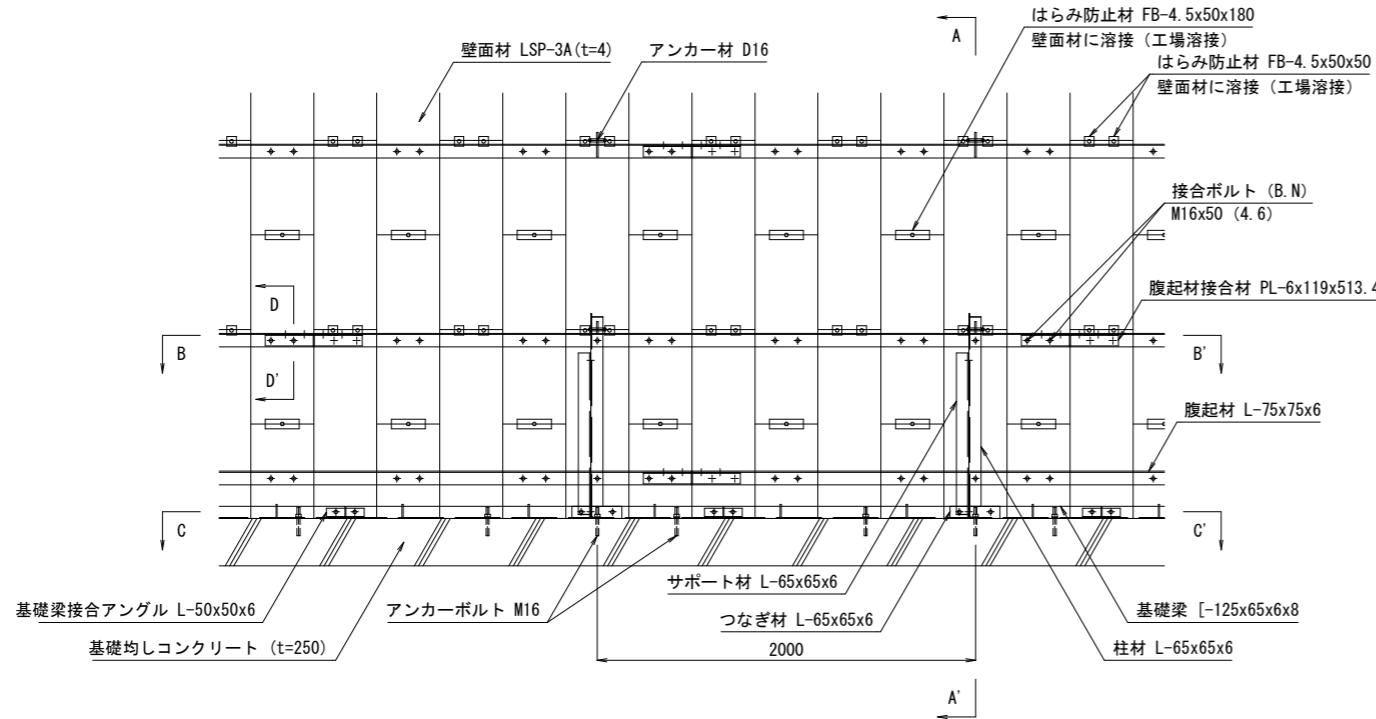 A
はらみ防止材 FB-4.5x50x180
壁面材に溶接（工場溶接）
壁面材 LSP-3A(t=4)
アンカー材 D16
はらみ防止材 FB-4.5x50x50
壁面材に溶接（工場溶接）
接合ボルト（B.N）
M16x50（4.6）
D
腹起材接合材 PL-6x119x513.4
B
B'
D'
腹起材 L-75x75x6
C
C'
サポート材 L-65x65x6
基礎梁接合アングル L-50x50x6
アンカーボルト M16
つなぎ材 L-65x65x6
基礎梁 [-125x65x6x8
基礎均しコンクリート（t=250）
2000
柱材 L-65x65x6
A'